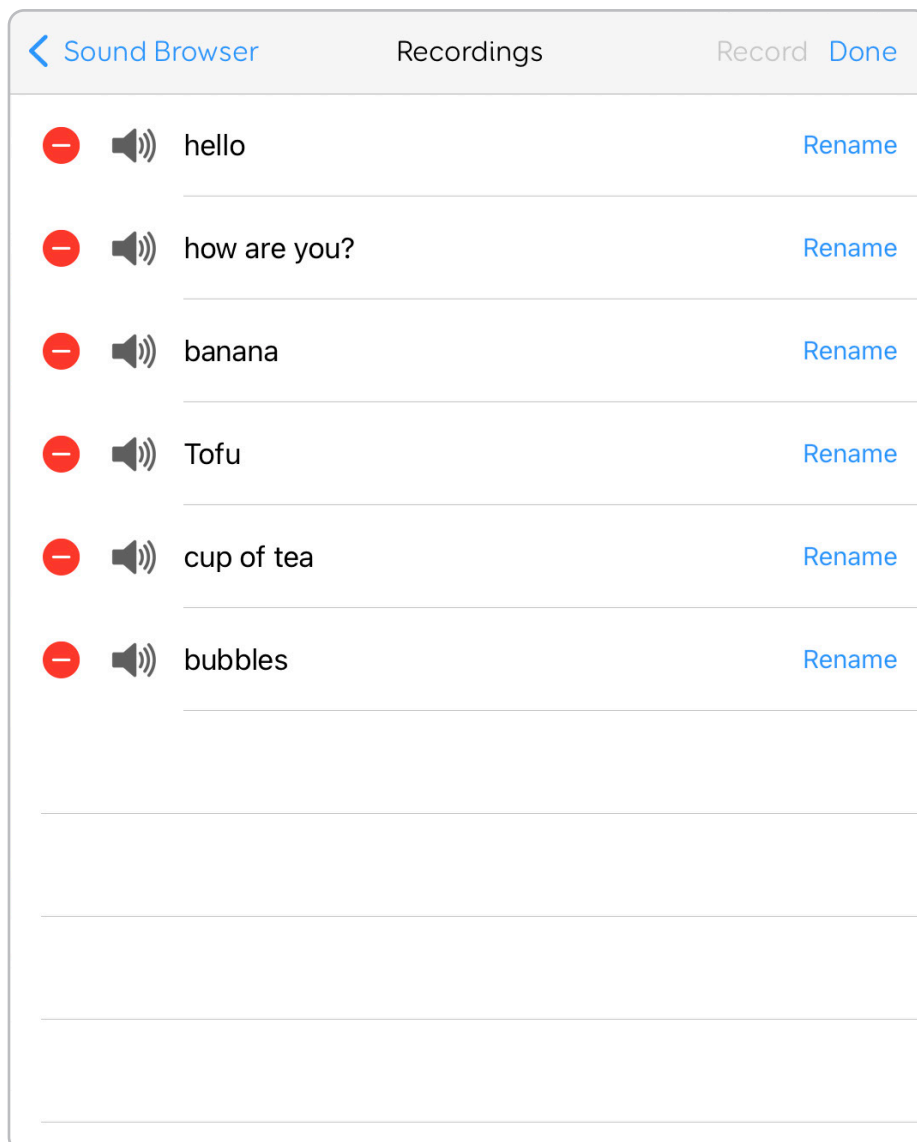 Sound Browser Recordings Record Done
hello Rename
how are you? Rename
banana Rename
Tofu Rename
cup of tea Rename
bubbles Rename